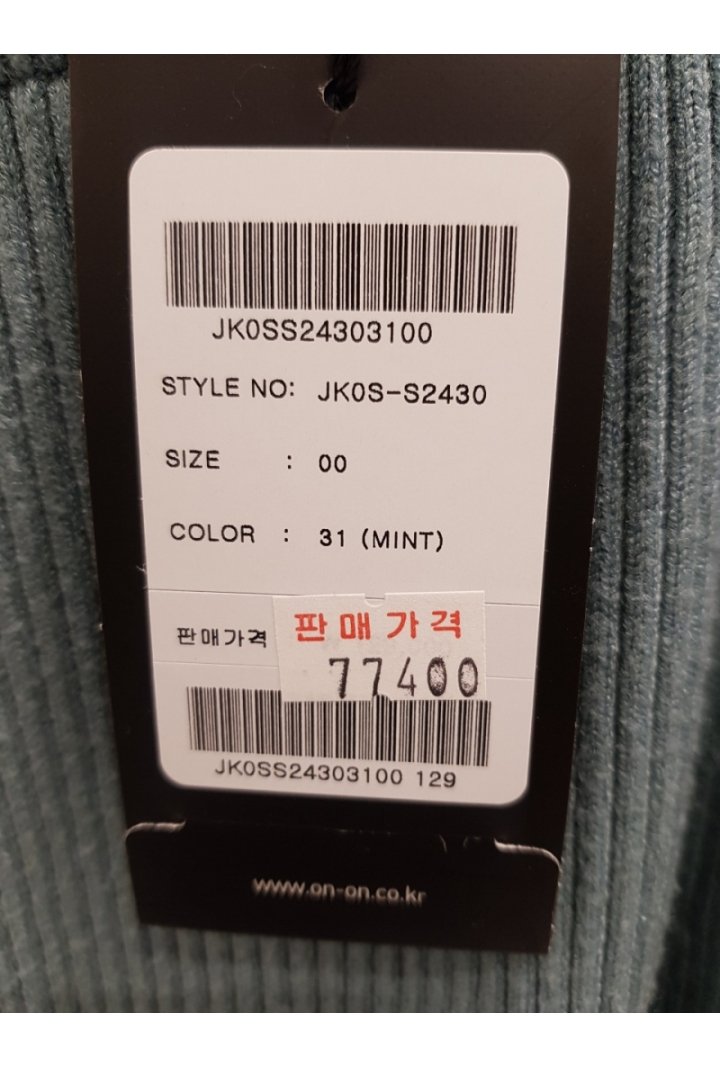 JK0SS24303100
STYLE NO: JK0S-S2430
SIZE : 00
COLOR : 31 (MINT)
판매가격
판매가격
77400
JK0SS24303100 129
www.on-on.co.kr